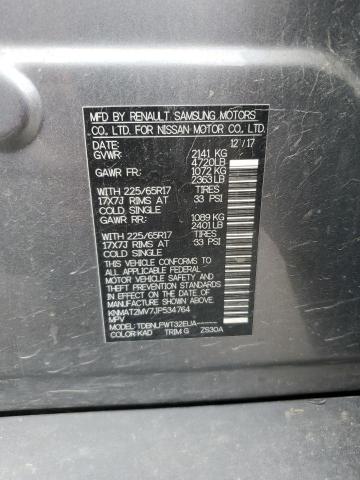 MFD BY RENAULT SAMSUNG MOTORS
CO., LTD. FOR NISSAN MOTOR CO., LTD.
DATE: 12 / 17
GVWR: 2141 KG
4720LB
GAWR FR: 1072 KG
2363LB
WITH 225/65R17 TIRES
17X7J RIMS AT 33 PSI
COLD SINGLE
GAWR RR: 1089 KG
2401LB
WITH 225/65R17 TIRES
17X7J RIMS AT 33 PSI
COLD SINGLE
THIS VEHICLE CONFORMS
TO ALL APPLICABLE FEDERAL
MOTOR VEHICLE SAFETY
AND THEFT PREVENTION
STANDARDS IN EFFECT ON
THE DATE OF MANUFACTURE
SHOWN ABOVE.
KNMAT2MV7JP534764
MPV
MODEL: TDBNLPWT32EUA-------
COLOR: KAD TRIM: G ZS30A